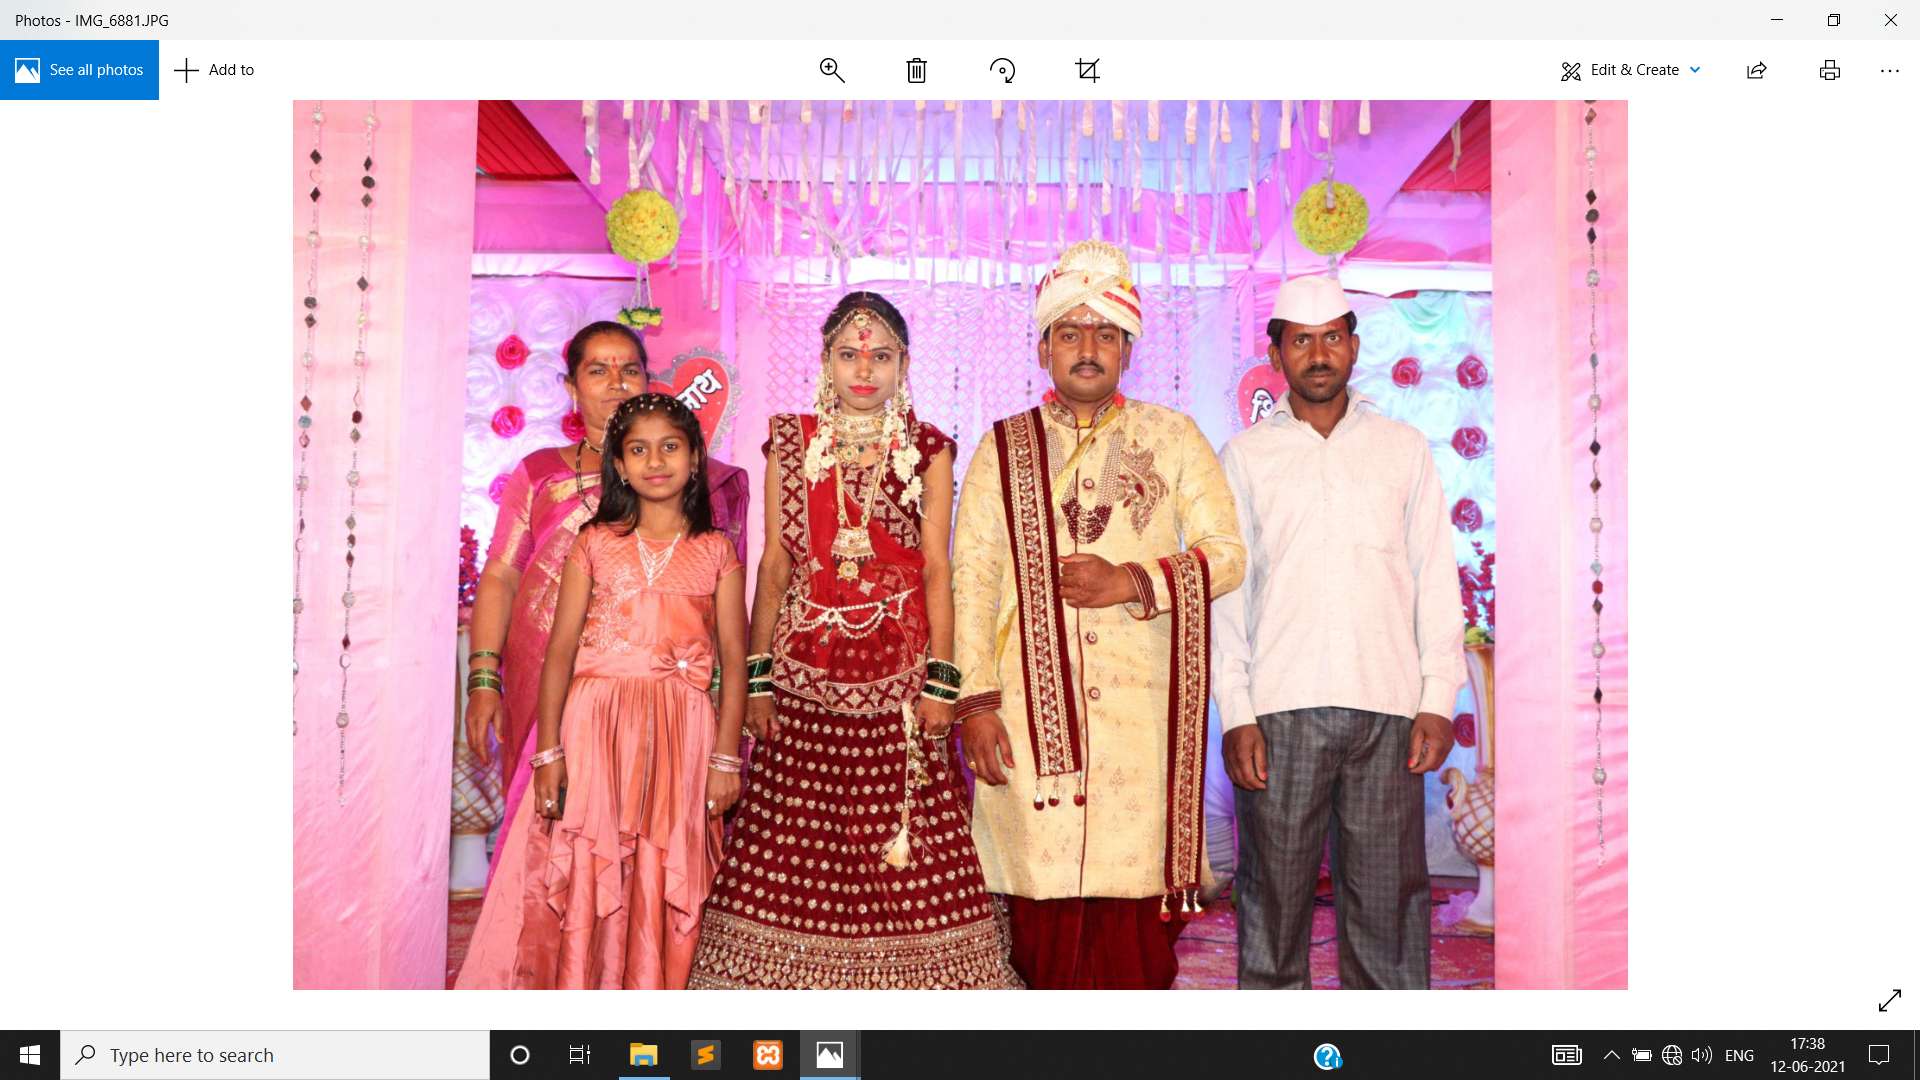 Photos - IMG_6881.JPG
See all photos
Add to
Edit & Create
Type here to search
ENG
17:38
12-06-2021